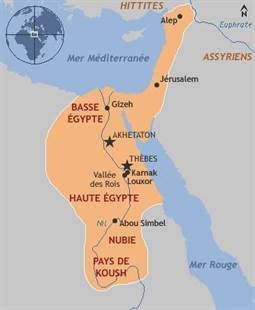 HITTITES
Alep
Euphrate
Mer Méditerranée
ASSYRIENS
Jérusalem
BASSE
ÉGYPTE
Gizeh
AKHETATON
THÈBES
Vallée
des Rois
Karnak
Louxor
HAUTE ÉGYPTE
Nil
Abou Simbel
NUBIE
PAYS DE
KOUSH
Mer Rouge
N